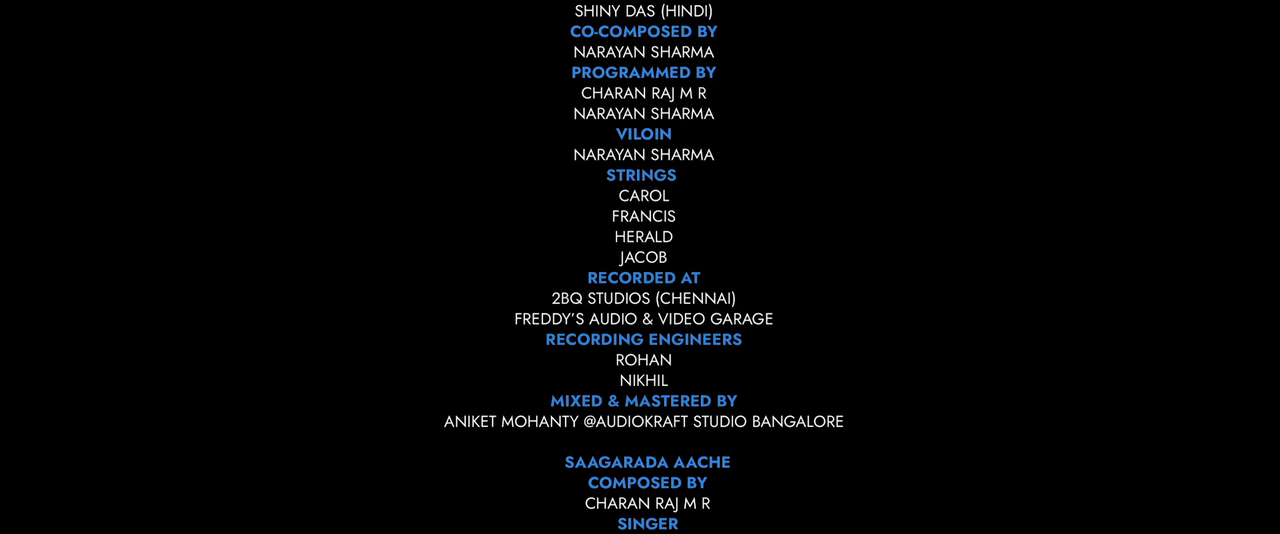 SHINY DAS (HINDI)
CO-COMPOSED BY
NARAYAN SHARMA
PROGRAMMED BY
CHARAN RAJ M R
NARAYAN SHARMA
VILOIN
NARAYAN SHARMA
STRINGS
CAROL
FRANCIS
HERALD
JACOB
RECORDED AT
2BQ STUDIOS (CHENNAI)
FREDDY'S AUDIO & VIDEO GARAGE
RECORDING ENGINEERS
ROHAN
NIKHIL
MIXED & MASTERED BY
ANIKET MOHANTY @AUDIOKRAFT STUDIO BANGALORE
SAAGARADA AACHE
COMPOSED BY
CHARAN RAJ M R
SINGER